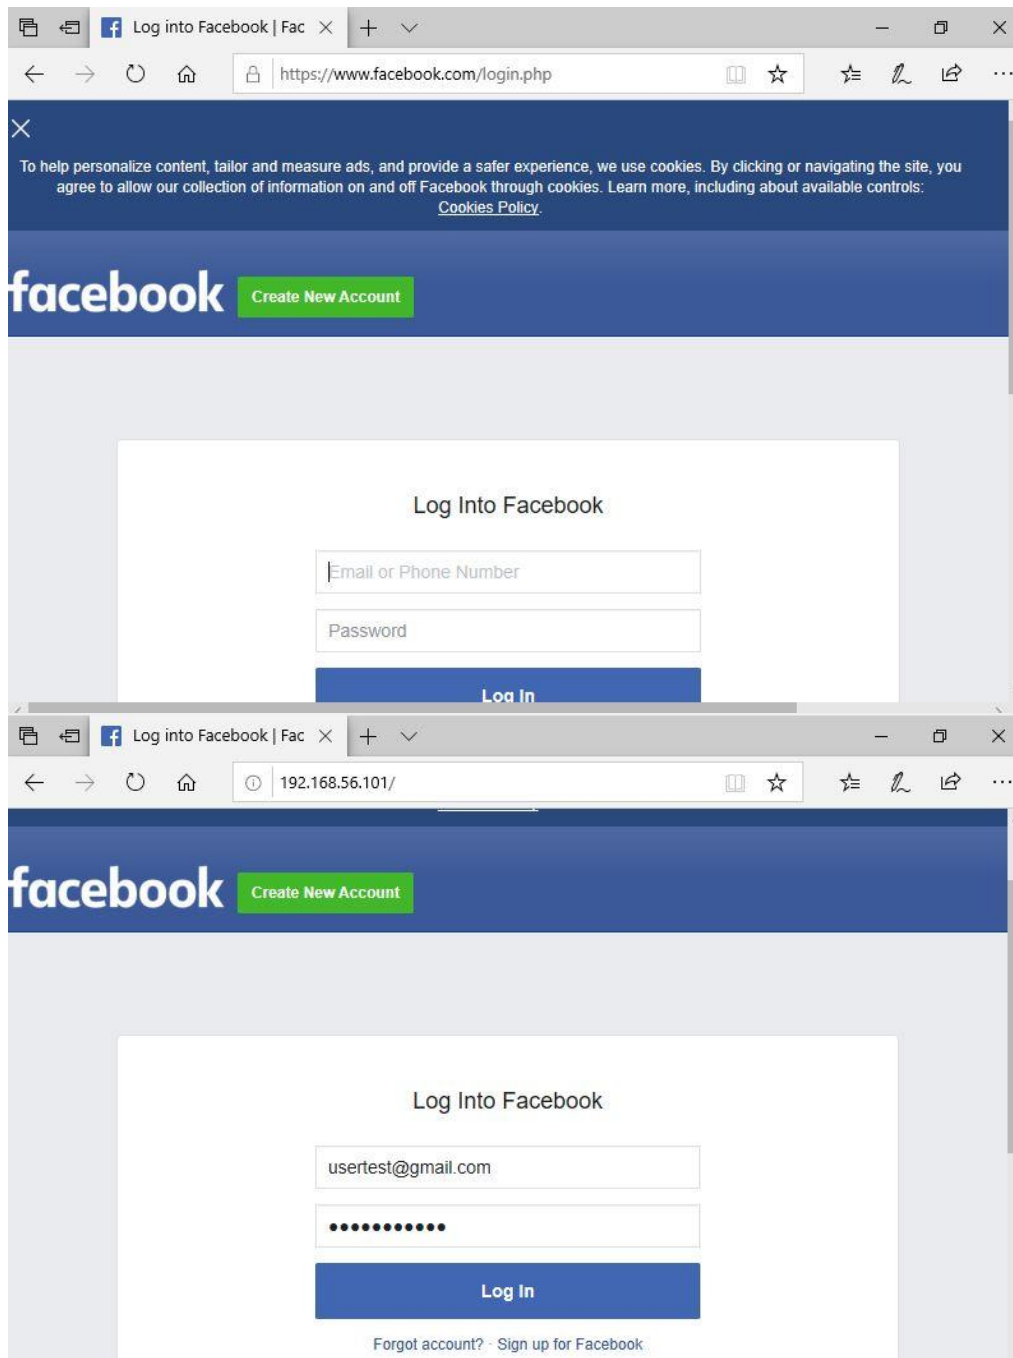 Log into Facebook | Fac
https://www.facebook.com/login.php
To help personalize content, tailor and measure ads, and provide a safer experience, we use cookies. By clicking or navigating the site, you
agree to allow our collection of information on and off Facebook through cookies. Learn more, including about available controls:
Cookies Policy.
facebook Create New Account
Log Into Facebook
Email or Phone Number
Password
Log In
Log into Facebook | Fac
192.168.56.101/
facebook Create New Account
Log Into Facebook
usertest@gmail.com
•••••••••••
Log In
Forgot account? · Sign up for Facebook